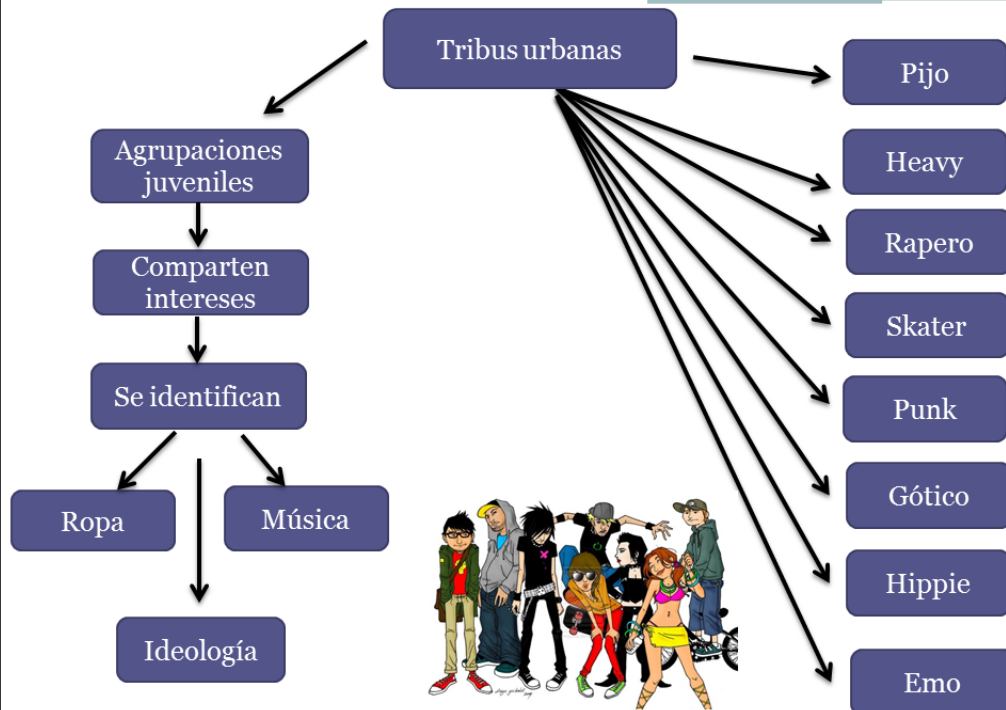 Tribus urbanas
Pijo
Agrupaciones
juveniles
Heavy
Rapero
Comparten
intereses
Skater
Se identifican
Punk
Gótico
Ropa
Música
Hippie
Ideología
Emo